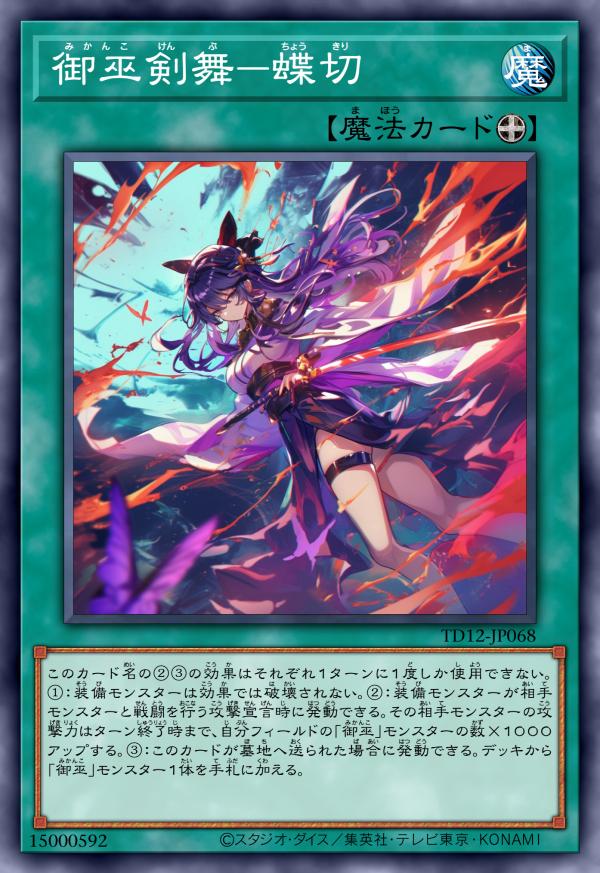 御巫剣舞－蝶切
魔
【魔法カード】
TD12-JP068
このカード名の②③の効果はそれぞれ1ターンに1度しか使用できない。
①：装備モンスターは効果では破壊されない。②：装備モンスターが相手
モンスターと戦闘を行う攻撃宣言時に発動できる。その相手モンスターの攻
撃力はターン終了時まで、自分フィールドの「御巫」モンスターの数×1000
アップする。③：このカードが墓地へ送られた場合に発動できる。デッキから
「御巫」モンスター1体を手札に加える。
15000592
©スタジオ・ダイス／集英社・テレビ東京・KONAMI